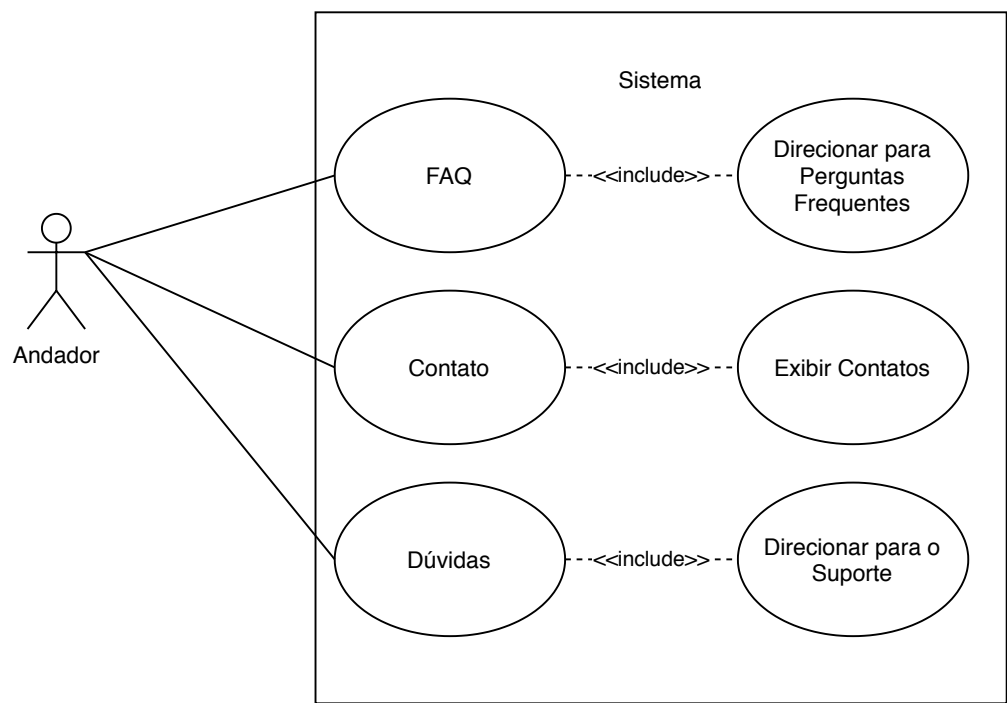 Sistema
FAQ
<<include>>
Direcionar para
Perguntas
Frequentes
Andador
Contato
<<include>>
Exibir Contatos
Dúvidas
<<include>>
Direcionar para o
Suporte